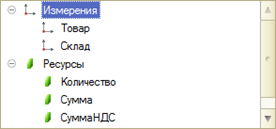 Измерения
Товар
Склад
Ресурсы
Количество
Сумма
СуммаНДС